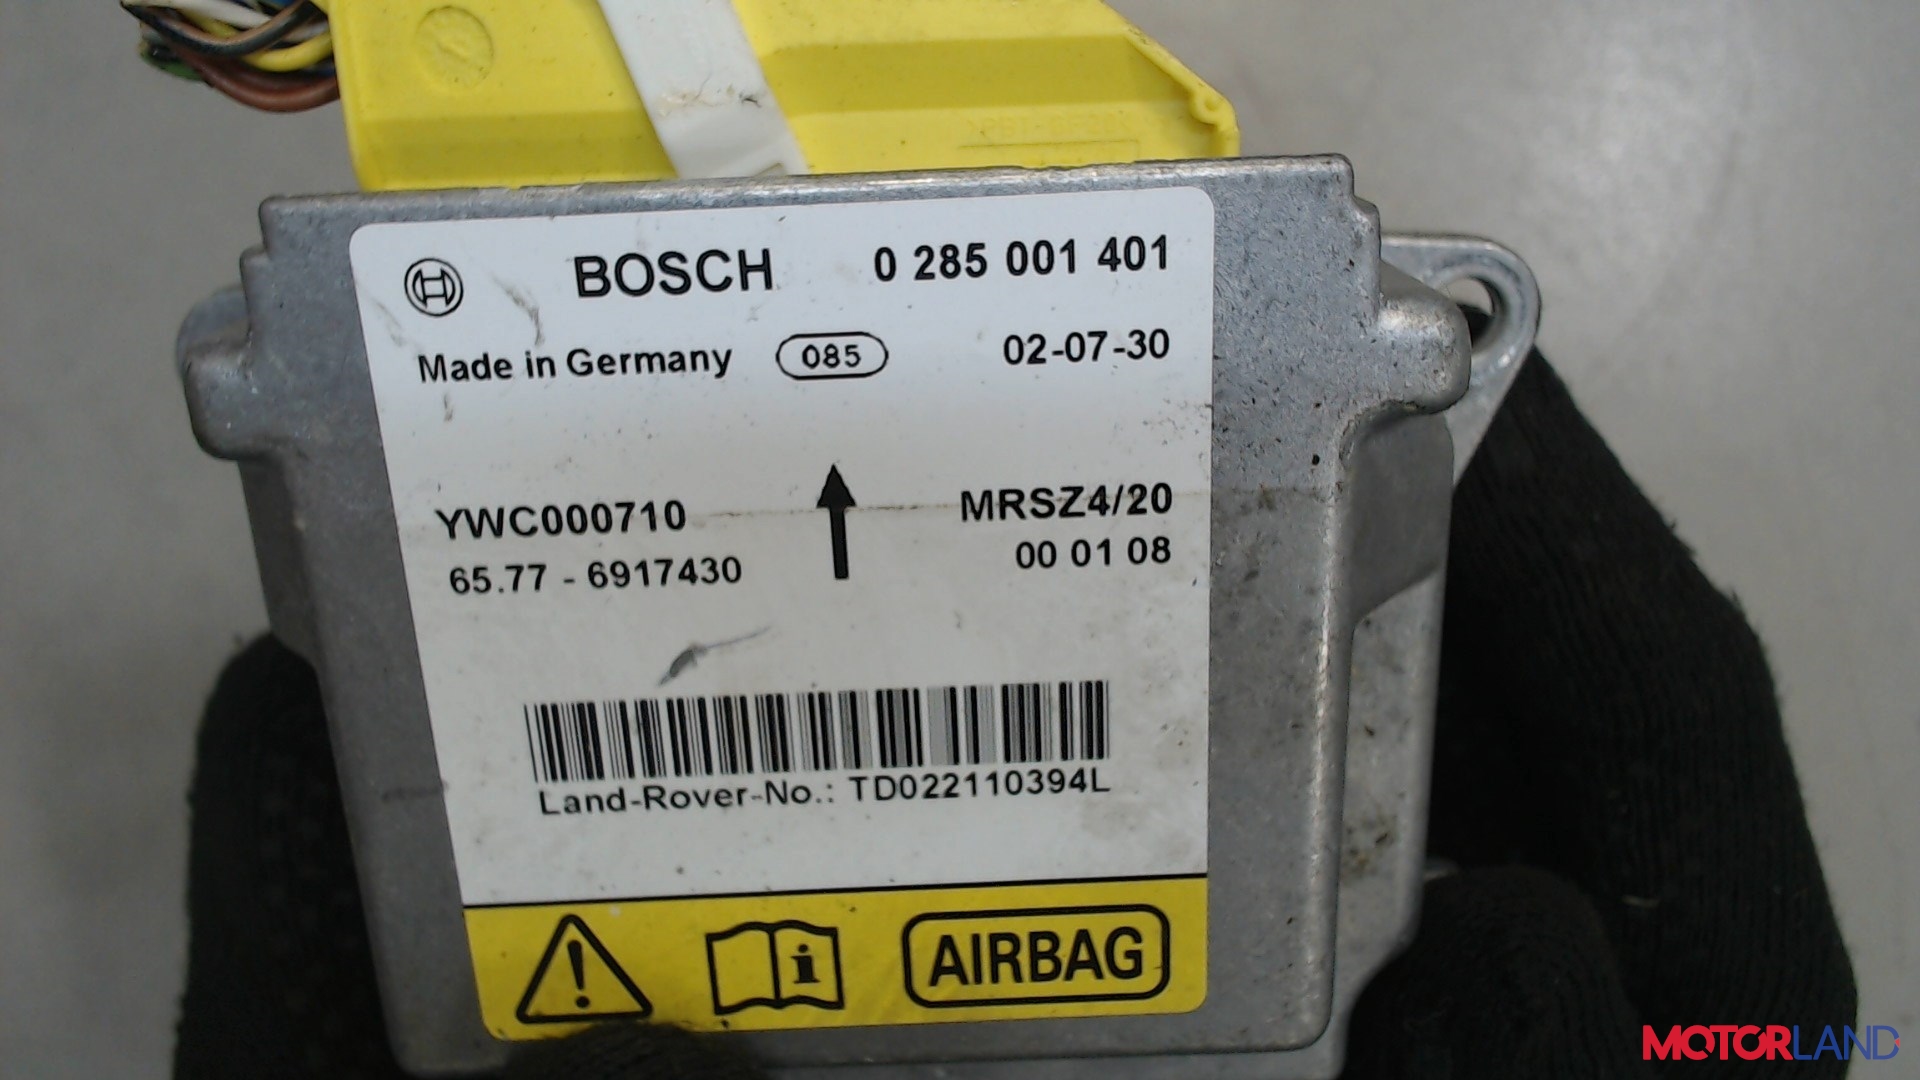 BOSCH 0 285 001 401
Made in Germany 085 02-07-30
YWC000710 MRSZ4/20
65.77 - 6917430 00 01 08
Land-Rover-No.: TD022110394L
AIRBAG
MOTORLAND